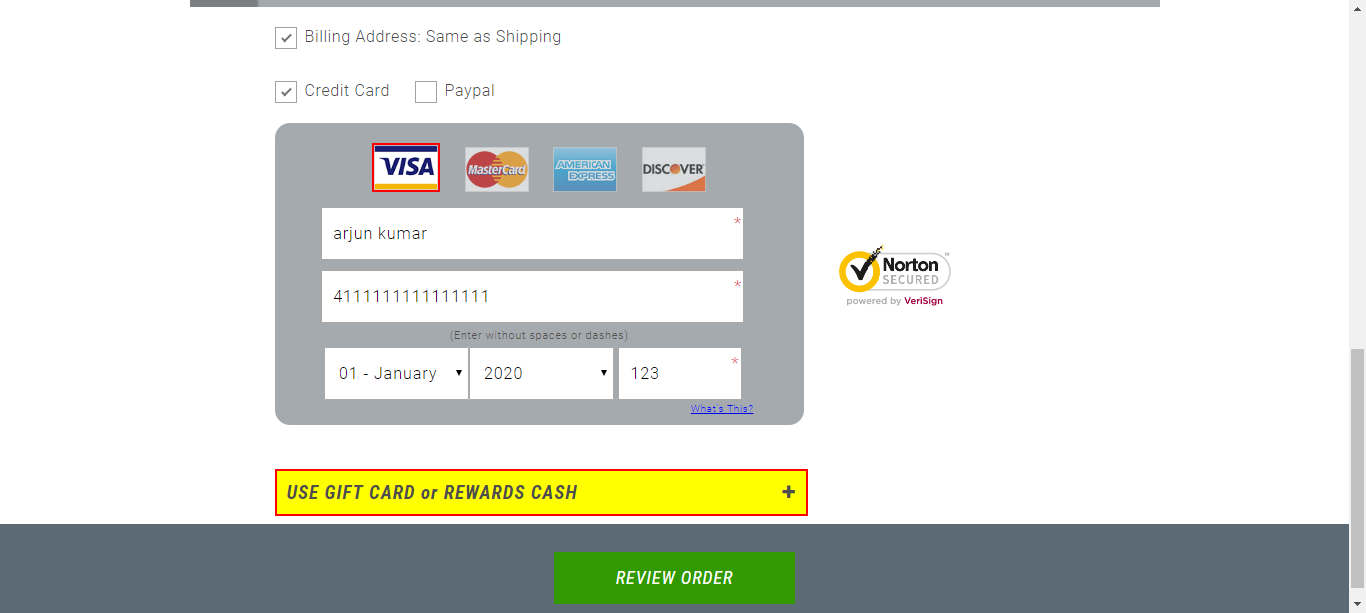 Billing Address: Same as Shipping
Credit Card Paypal
VISA MasterCard AMERICAN EXPRESS DISCOVER
arjun kumar *
4111111111111111 *
(Enter without spaces or dashes)
01 - January 2020 123 *
What's This?
Norton
SECURED
powered by VeriSign
USE GIFT CARD or REWARDS CASH +
REVIEW ORDER